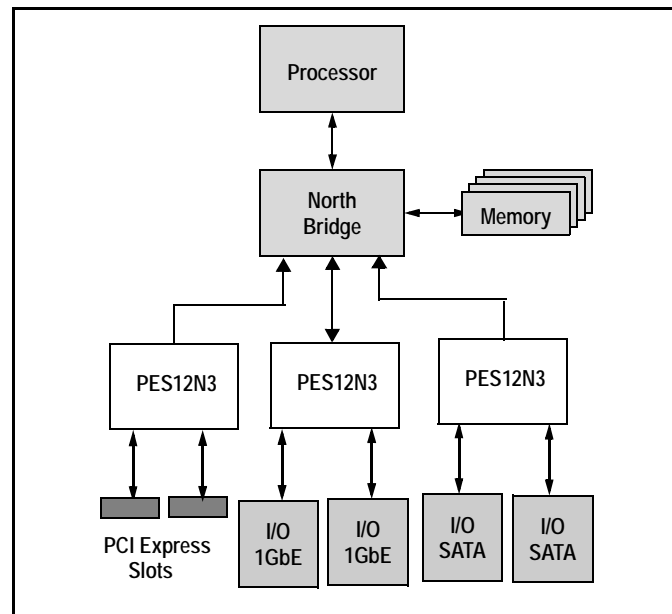 Processor
North
Bridge
Memory
PES12N3
PES12N3
PES12N3
PCI Express
Slots
I/O
1GbE
I/O
1GbE
I/O
SATA
I/O
SATA